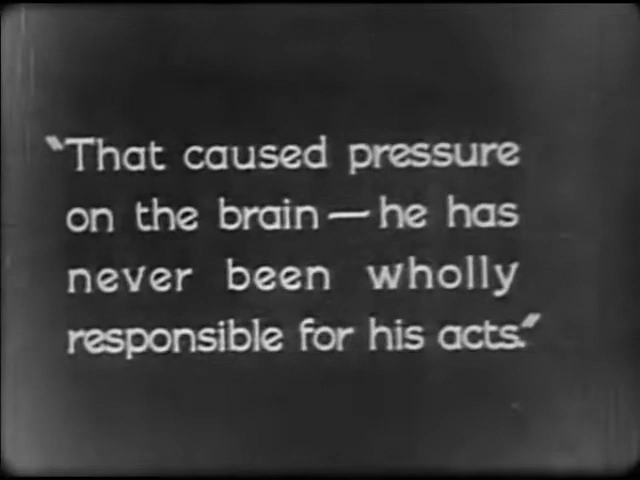 "That caused pressure
on the brain — he has
never been wholly
responsible for his acts."